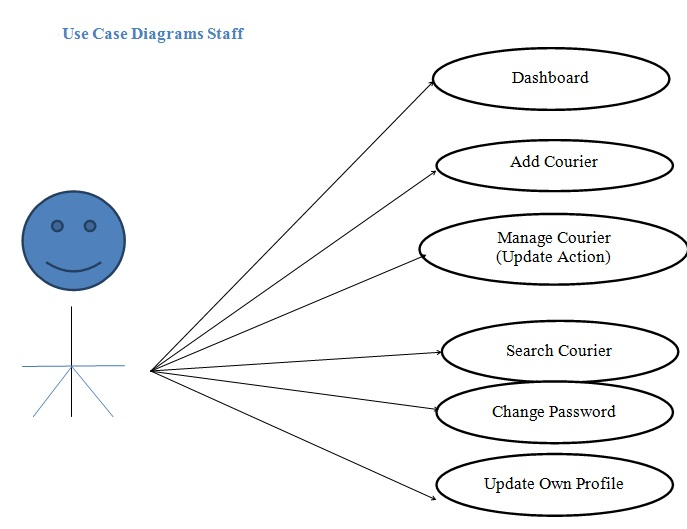 Use Case Diagrams Staff
Dashboard
Add Courier
Manage Courier
(Update Action)
Search Courier
Change Password
Update Own Profile